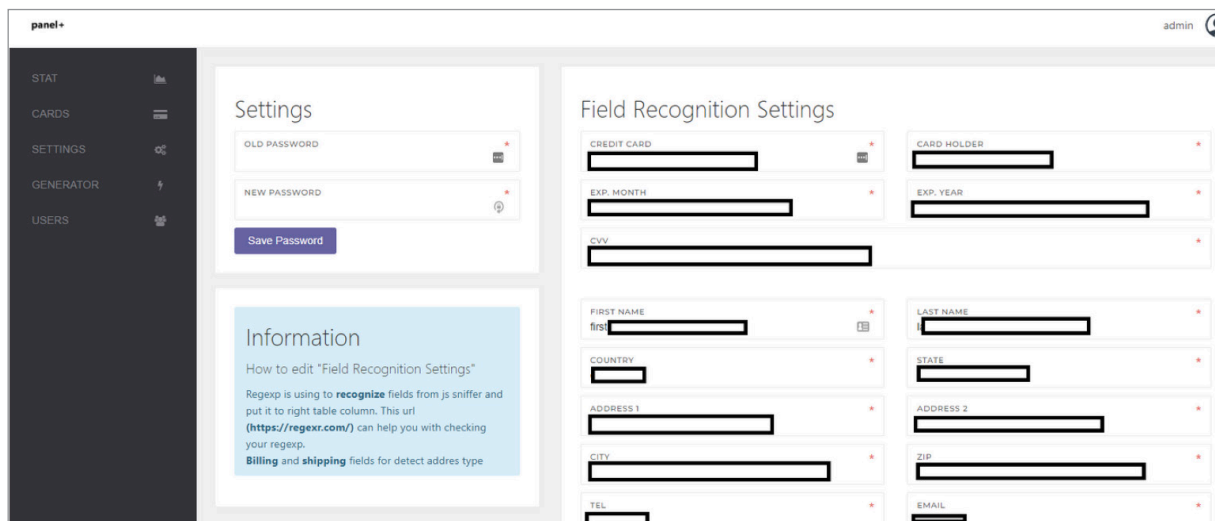 panel+
admin
STAT
CARDS
SETTINGS
GENERATOR
USERS
Settings
OLD PASSWORD *
NEW PASSWORD *
Save Password
Information
How to edit "Field Recognition Settings"
Regexp is using to recognize fields from js sniffer and
put it to right table column. This url
(https://regexr.com/) can help you with checking
your regexp.
Billing and shipping fields for detect addres type
Field Recognition Settings
CREDIT CARD * CARD HOLDER *
EXP. MONTH * EXP. YEAR *
CVV *
FIRST NAME * LAST NAME *
first
COUNTRY * STATE *
ADDRESS 1 * ADDRESS 2 *
CITY * ZIP *
TEL * EMAIL *